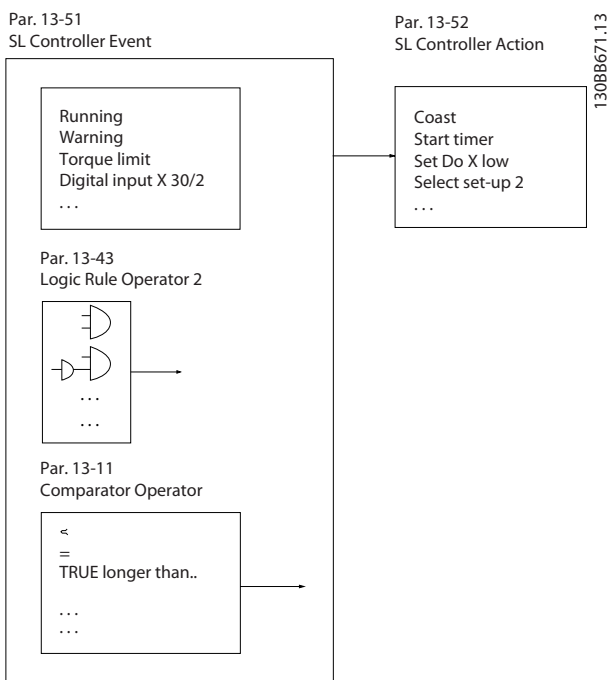 Par. 13-51
SL Controller Event
Par. 13-52
SL Controller Action
130BB671.13
Running
Warning
Torque limit
Digital input X 30/2
. . .
Coast
Start timer
Set Do X low
Select set-up 2
. . .
Par. 13-43
Logic Rule Operator 2
. . .
. . .
Par. 13-11
Comparator Operator
<
=
TRUE longer than..
. . .
. . .